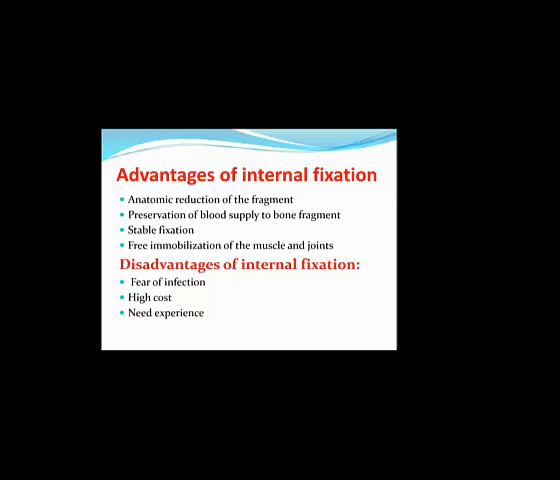 Advantages of internal fixation
Anatomic reduction of the fragment
Preservation of blood supply to bone fragment
Stable fixation
Free immobilization of the muscle and joints
Disadvantages of internal fixation:
Fear of infection
High cost
Need experience